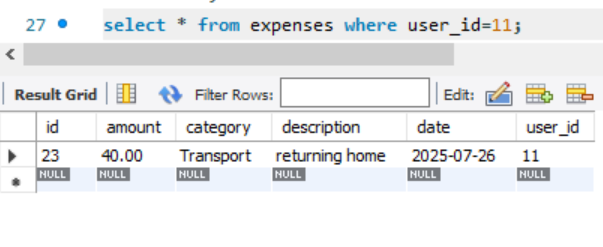 27 select * from expenses where user_id=11;
Result Grid Filter Rows: Edit:
id amount category description date user_id
23 40.00 Transport returning home 2025-07-26 11
NULL NULL NULL NULL NULL NULL